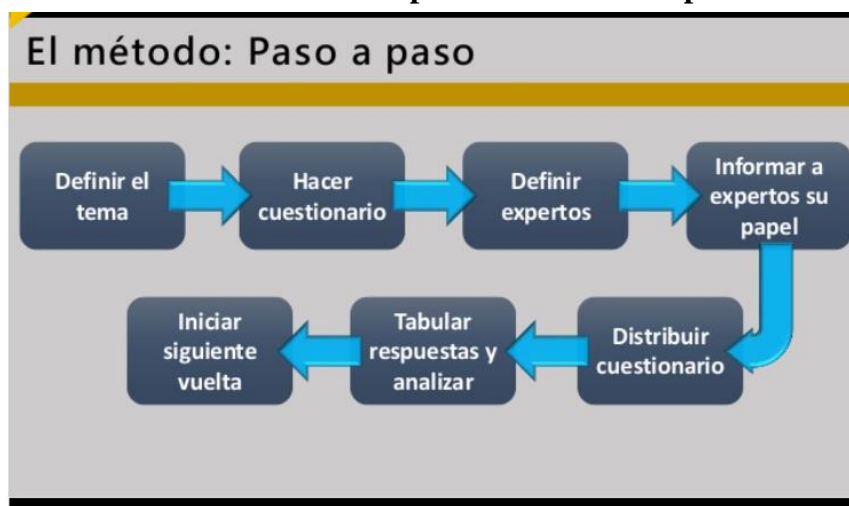 El método: Paso a paso
Definir el
tema
Hacer
cuestionario
Definir
expertos
Informar a
expertos su
papel
Distribuir
cuestionario
Tabular
respuestas y
analizar
Iniciar
siguiente
vuelta